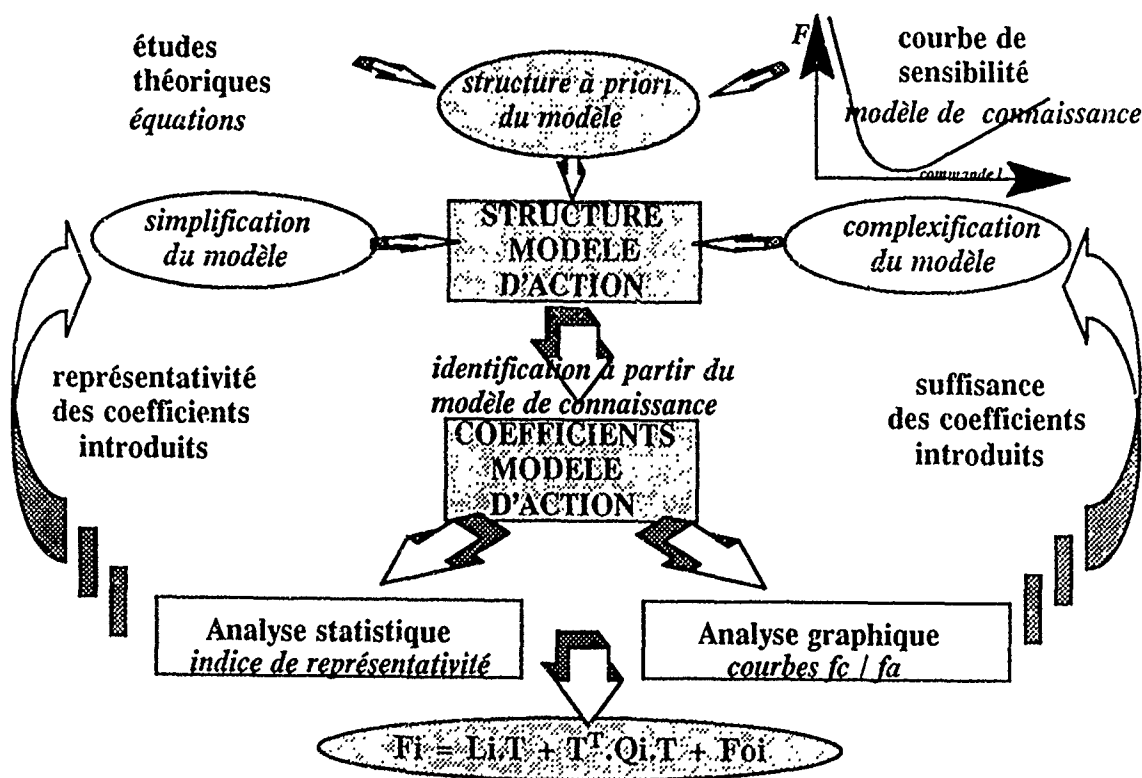 études
théoriques
équations
structure à priori
du modèle
F
courbe de
sensibilité
modèle de connaissance
commande 1
simplification
du modèle
STRUCTURE
MODELE
D'ACTION
complexification
du modèle
représentativité
des coefficients
introduits
identification à partir du
modèle de connaissance
suffisance
des coefficients
introduits
COEFFICIENTS
MODELE
D'ACTION
Analyse statistique
indice de représentativité
Analyse graphique
courbes fc / fa
Fi = Li.T + T^T.Qi.T + Foi